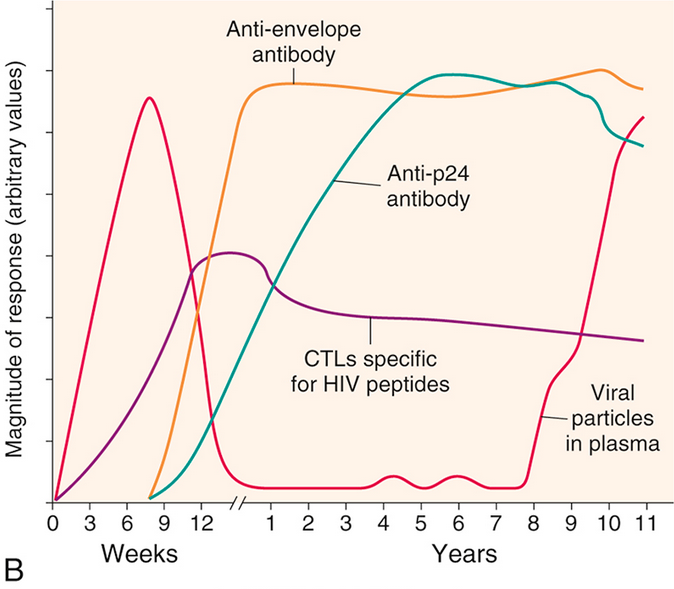 Anti-envelope
antibody
Magnitude of response (arbitrary values)
Anti-p24
antibody
CTLs specific
for HIV peptides
Viral
particles
in plasma
0 3 6 9 12 1 2 3 4 5 6 7 8 9 10 11
Weeks Years
B